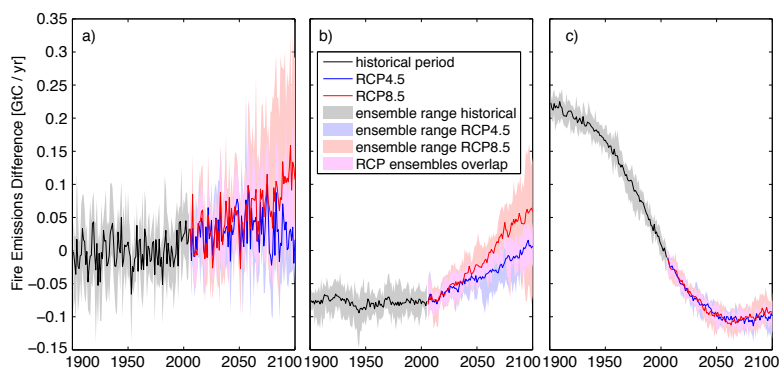 Fire Emissions Difference [GtC / yr]
0.35
0.3
0.25
0.2
0.15
0.1
0.05
0
−0.05
−0.1
−0.15
a)
b)
c)
historical period
RCP4.5
RCP8.5
ensemble range historical
ensemble range RCP4.5
ensemble range RCP8.5
RCP ensembles overlap
1900 1950 2000 2050 2100
1900 1950 2000 2050 2100
1900 1950 2000 2050 2100